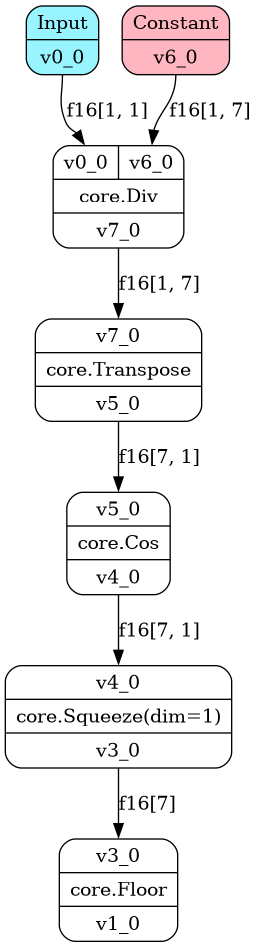 Input
v0_0
Constant
v6_0
f16[1, 1]
f16[1, 7]
v0_0
v6_0
core.Div
v7_0
f16[1, 7]
v7_0
core.Transpose
v5_0
f16[7, 1]
v5_0
core.Cos
v4_0
f16[7, 1]
v4_0
core.Squeeze(dim=1)
v3_0
f16[7]
v3_0
core.Floor
v1_0